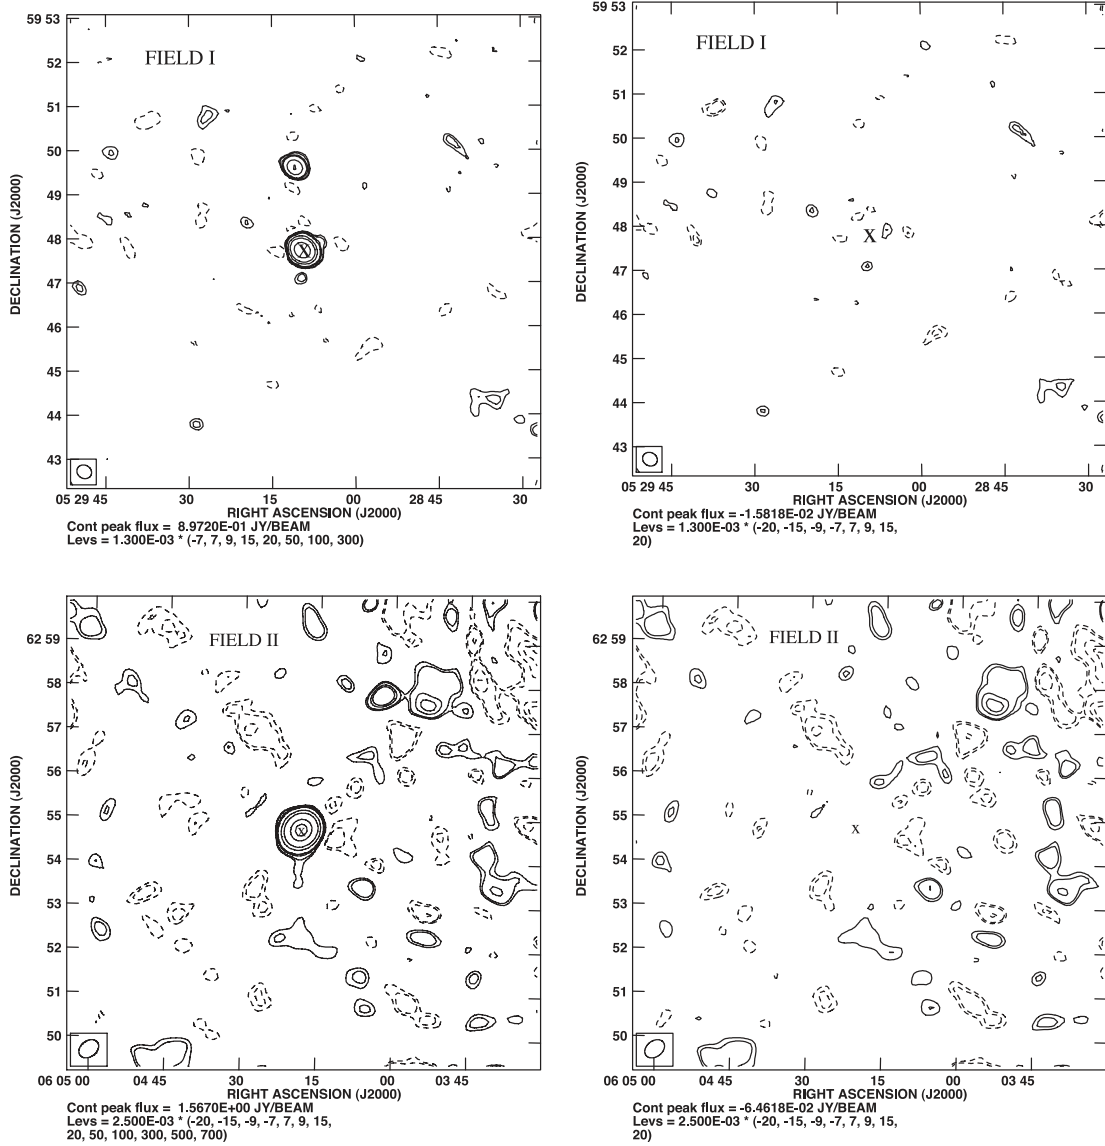 FIELD I
59 53
52
51
50
49
48
47
46
45
44
43
DECLINATION (J2000)
X
05 29 45 30 15 00 28 45 30
RIGHT ASCENSION (J2000)
Cont peak flux = 8.9720E-01 JY/BEAM
Levs = 1.300E-03 * (-7, 7, 9, 15, 20, 50, 100, 300)
FIELD I
59 53
52
51
50
49
48
47
46
45
44
43
DECLINATION (J2000)
X
05 29 45 30 15 00 28 45 30
RIGHT ASCENSION (J2000)
Cont peak flux = -1.5818E-02 JY/BEAM
Levs = 1.300E-03 * (-20, -15, -9, -7, 7, 9, 15,
20)
FIELD II
62 59
58
57
56
55
54
53
52
51
50
DECLINATION (J2000)
X
06 05 00 04 45 30 15 00 03 45
RIGHT ASCENSION (J2000)
Cont peak flux = 1.5670E+00 JY/BEAM
Levs = 2.500E-03 * (-20, -15, -9, -7, 7, 9, 15,
20, 50, 100, 300, 500, 700)
FIELD II
62 59
58
57
56
55
54
53
52
51
50
DECLINATION (J2000)
X
06 05 00 04 45 30 15 00 03 45
RIGHT ASCENSION (J2000)
Cont peak flux = -6.4618E-02 JY/BEAM
Levs = 2.500E-03 * (-20, -15, -9, -7, 7, 9, 15,
20)